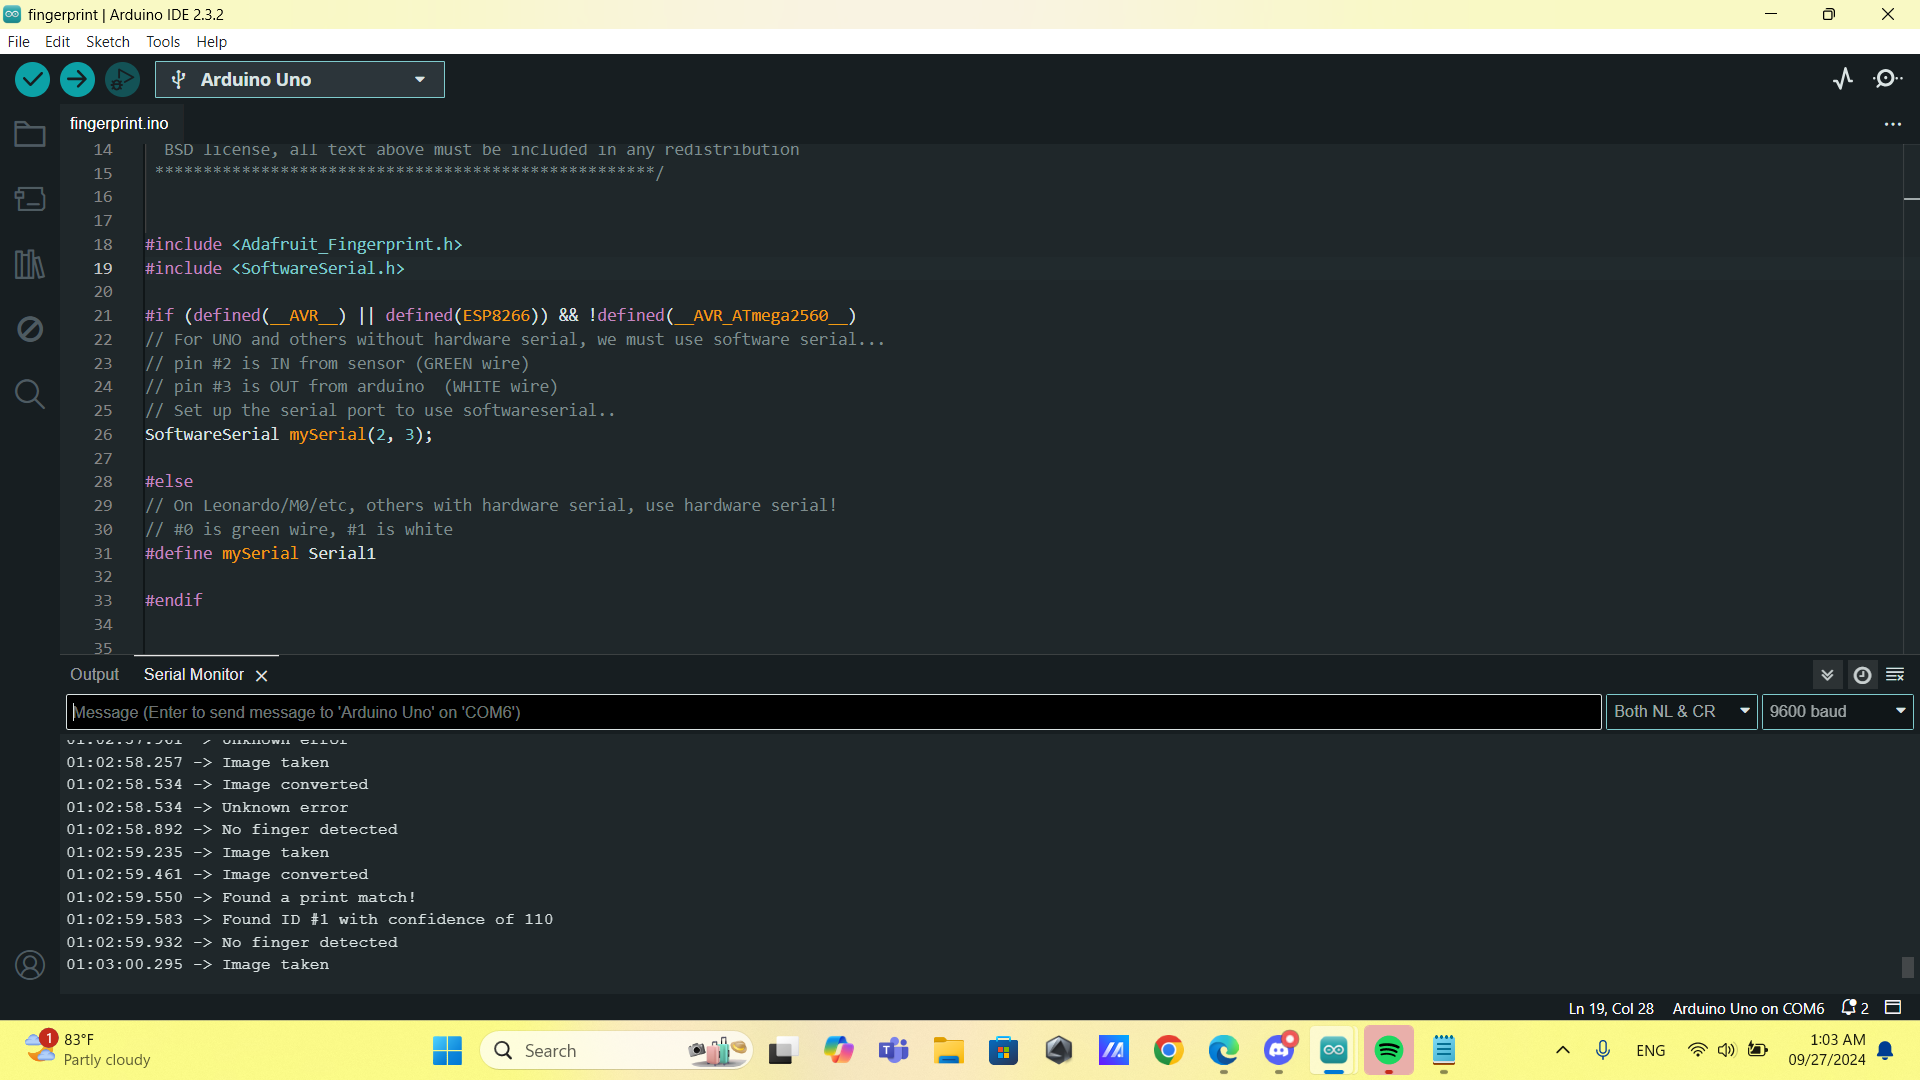 fingerprint | Arduino IDE 2.3.2
File Edit Sketch Tools Help
Arduino Uno
fingerprint.ino
14 BSD license, all text above must be included in any redistribution
15 ****************************************************/
16
17
18 #include <Adafruit_Fingerprint.h>
19 #include <SoftwareSerial.h>
20
21 #if (defined(__AVR__) || defined(ESP8266)) && !defined(__AVR_ATmega2560__)
22 // For UNO and others without hardware serial, we must use software serial...
23 // pin #2 is IN from sensor (GREEN wire)
24 // pin #3 is OUT from arduino  (WHITE wire)
25 // Set up the serial port to use softwareserial..
26 SoftwareSerial mySerial(2, 3);
27
28 #else
29 // On Leonardo/M0/etc, others with hardware serial, use hardware serial!
30 // #0 is green wire, #1 is white
31 #define mySerial Serial1
32
33 #endif
34
35
Output Serial Monitor
Message (Enter to send message to 'Arduino Uno' on 'COM6') Both NL & CR 9600 baud
01:02:57.961 -> Unknown error
01:02:58.257 -> Image taken
01:02:58.534 -> Image converted
01:02:58.534 -> Unknown error
01:02:58.892 -> No finger detected
01:02:59.235 -> Image taken
01:02:59.461 -> Image converted
01:02:59.550 -> Found a print match!
01:02:59.583 -> Found ID #1 with confidence of 110
01:02:59.932 -> No finger detected
01:03:00.295 -> Image taken
Ln 19, Col 28 Arduino Uno on COM6 2
1 83°F
Partly cloudy
Search
ENG
1:03 AM
09/27/2024